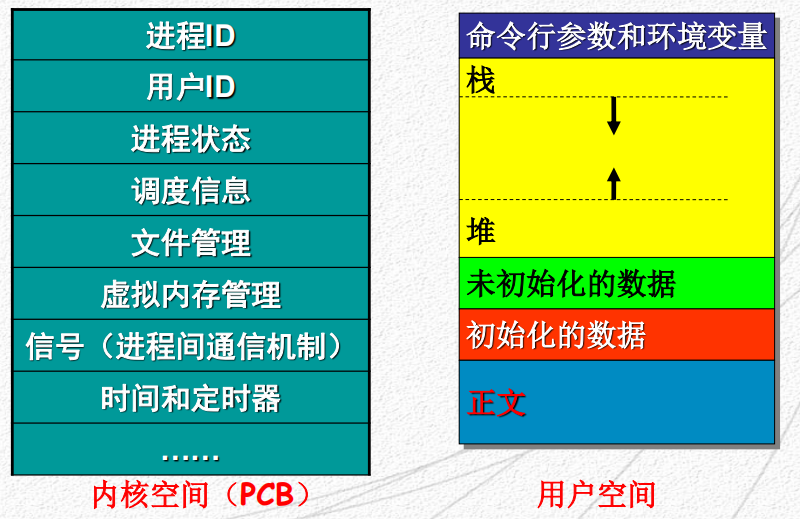 进程ID
用户ID
进程状态
调度信息
文件管理
虚拟内存管理
信号（进程间通信机制）
时间和定时器
……
内核空间（PCB）
命令行参数和环境变量
栈
堆
未初始化的数据
初始化的数据
正文
用户空间